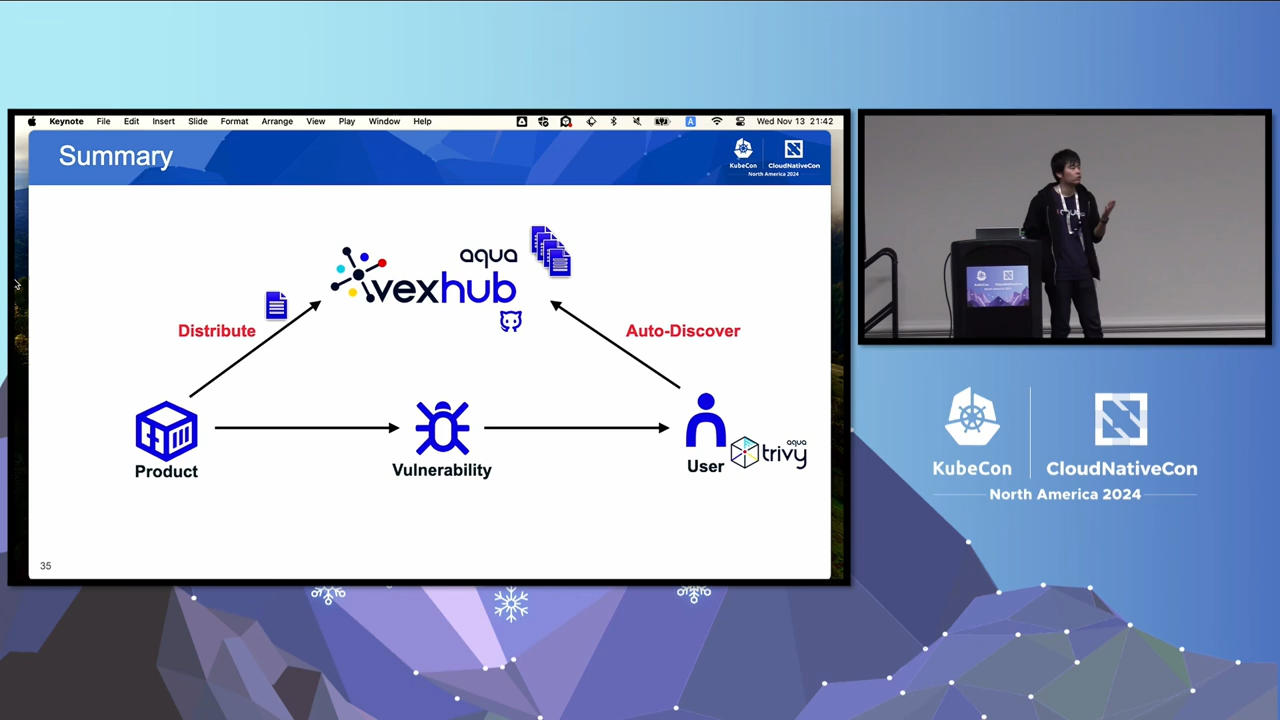 Keynote File Edit Insert Slide Format Arrange View Play Window Help A Wed Nov 13 21:42
Summary
KubeCon CloudNativeCon
North America 2024
aqua
vexhub
Distribute
Auto-Discover
Product
Vulnerability
User
aqua
trivy
35
KubeCon CloudNativeCon
North America 2024